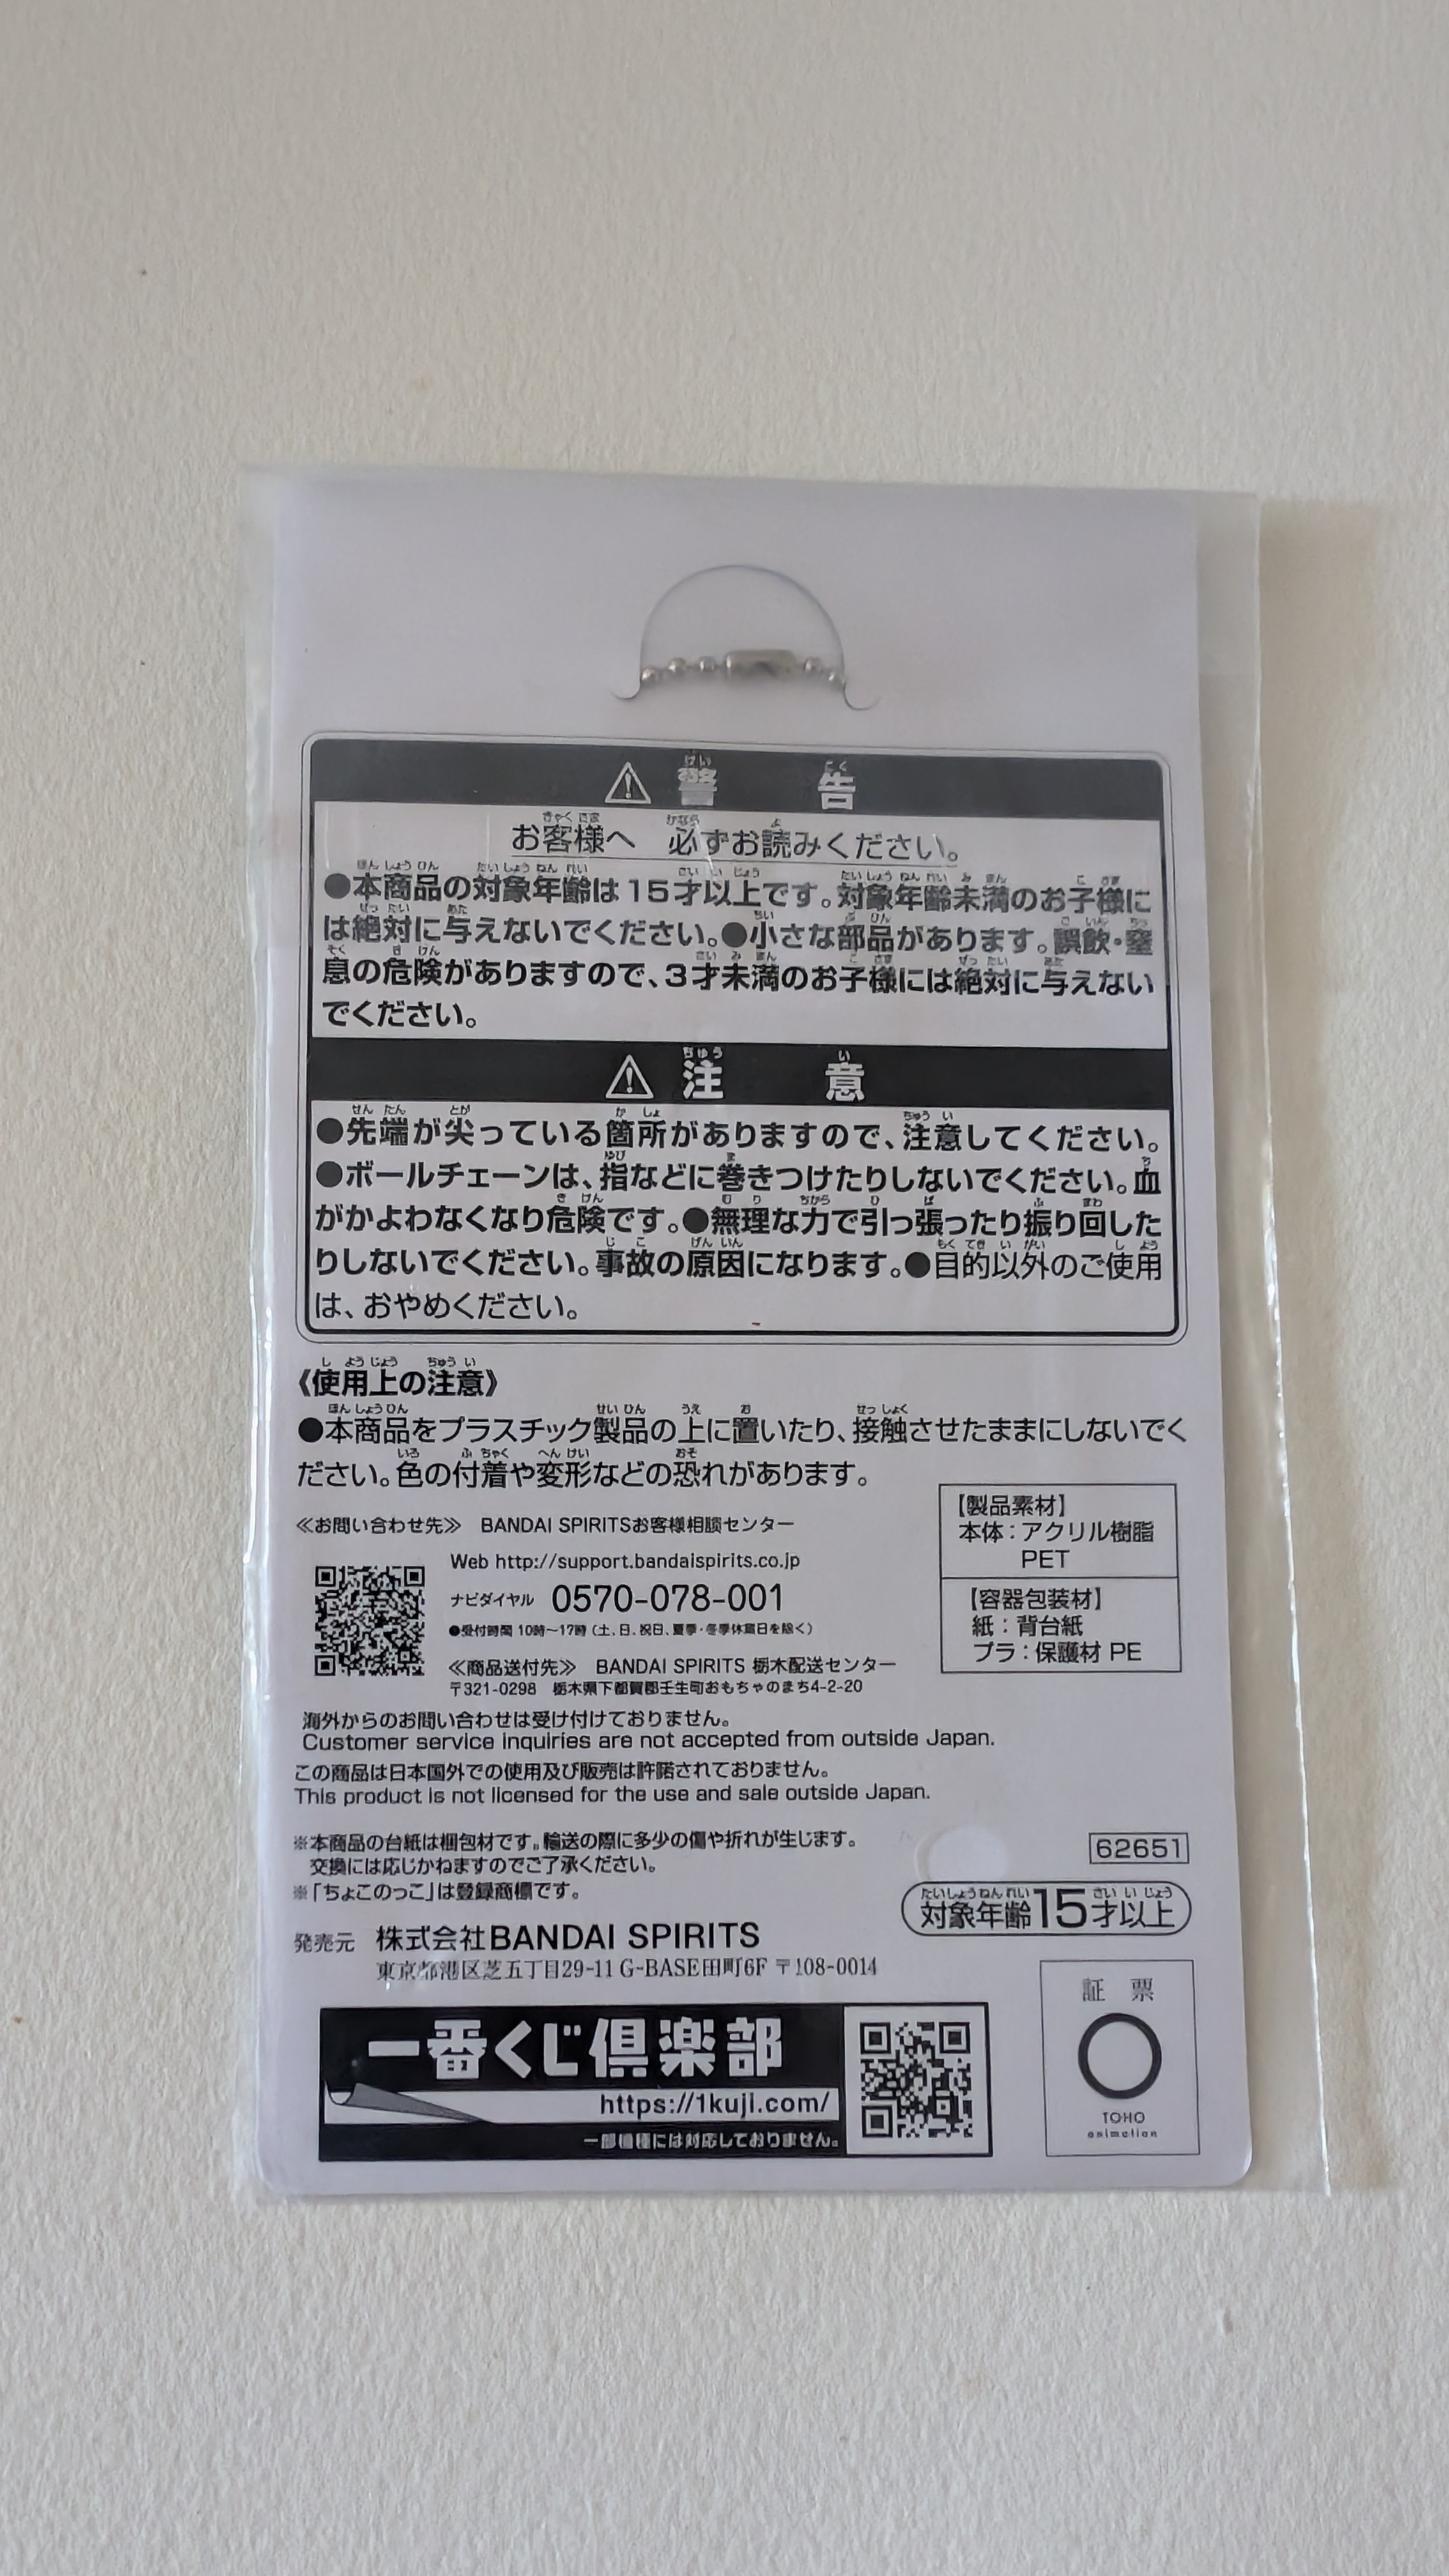 ⚠ 警告
お客様へ 必ずお読みください。
●本商品の対象年齢は15才以上です。対象年齢未満のお子様に
は絶対に与えないでください。●小さな部品があります。誤飲・窒
息の危険がありますので、3才未満のお子様には絶対に与えない
でください。
⚠ 注意
●先端が尖っている箇所がありますので、注意してください。
●ボールチェーンは、指などに巻きつけたりしないでください。血
がかよわなくなり危険です。●無理な力で引っ張ったり振り回した
りしないでください。事故の原因になります。●目的以外のご使用
は、おやめください。
《使用上の注意》
●本商品をプラスチック製品の上に置いたり、接触させたままにしないでく
ださい。色の付着や変形などの恐れがあります。
≪お問い合わせ先≫ BANDAI SPIRITSお客様相談センター
Web http://support.bandaispirits.co.jp
ナビダイヤル 0570-078-001
●受付時間 10時～17時（土、日、祝日、夏季・冬季休業日を除く）
≪商品送付先≫ BANDAI SPIRITS 栃木配送センター
〒321-0298 栃木県下都賀郡壬生町おもちゃのまち4-2-20
【製品素材】
本体：アクリル樹脂
PET
【容器包装材】
紙：背台紙
プラ：保護材 PE
海外からのお問い合わせは受け付けておりません。
Customer service inquiries are not accepted from outside Japan.
この商品は日本国外での使用及び販売は許諾されておりません。
This product is not licensed for the use and sale outside Japan.
※本商品の台紙は梱包材です。輸送の際に多少の傷や折れが生じます。
交換には応じかねますのでご了承ください。
※「ちょこのっこ」は登録商標です。
62651
対象年齢15才以上
発売元 株式会社BANDAI SPIRITS
東京都港区芝五丁目29-11 G-BASE田町6F 〒108-0014
一番くじ倶楽部
https://1kuji.com/
一部機種には対応しておりません。
証票
TOHO
animation